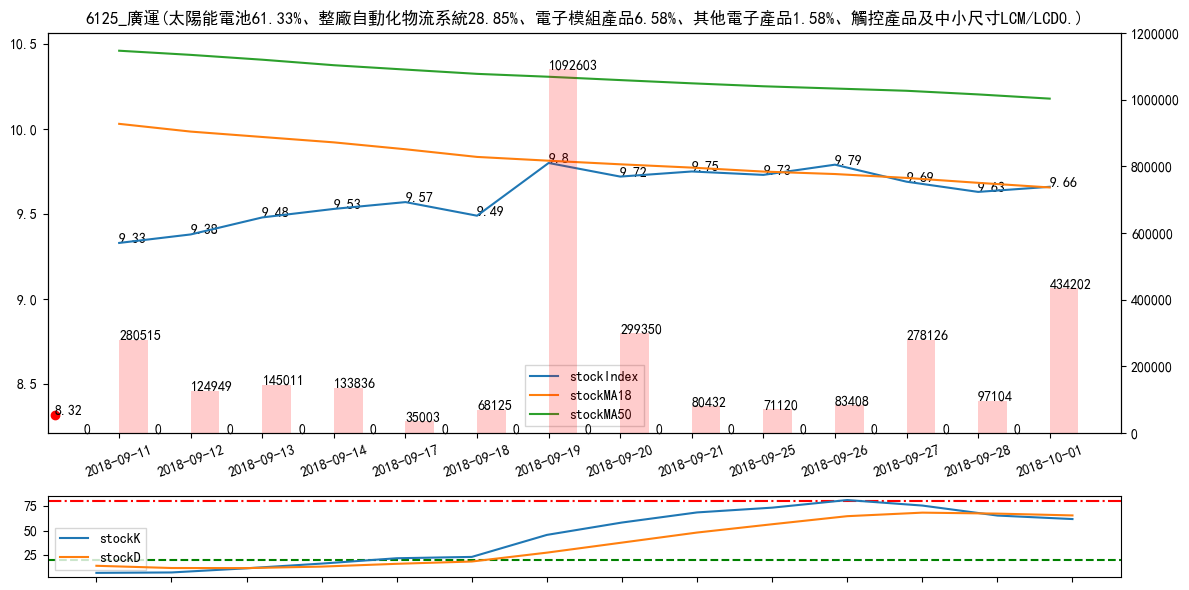 6125_廣運(太陽能電池61.33%、整廠自動化物流系統28.85%、電子模組產品6.58%、其他電子產品1.58%、觸控產品及中小尺寸LCM/LCD0.)
10.5
10.0
9.5
9.0
8.5
1200000
1000000
800000
600000
400000
200000
0
9.33 9.38 9.48 9.53 9.57 9.49 9.8 9.72 9.75 9.73 9.79 9.69 9.63 9.66
8.32
280515 124949 145011 133836 35003 68125 1092603 299350 80432 71120 83408 278126 97104 434202
0 0 0 0 0 0 0 0 0 0 0 0 0 0
stockIndex
stockMA18
stockMA50
2018-09-11 2018-09-12 2018-09-13 2018-09-14 2018-09-17 2018-09-18 2018-09-19 2018-09-20 2018-09-21 2018-09-25 2018-09-26 2018-09-27 2018-09-28 2018-10-01
75
50
25
stockK
stockD